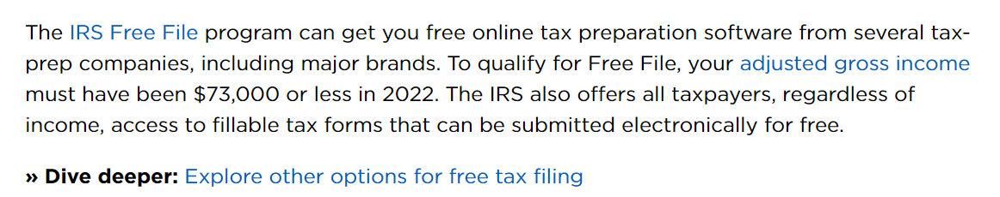 The IRS Free File program can get you free online tax preparation software from several tax-
prep companies, including major brands. To qualify for Free File, your adjusted gross income
must have been $73,000 or less in 2022. The IRS also offers all taxpayers, regardless of
income, access to fillable tax forms that can be submitted electronically for free.
» Dive deeper: Explore other options for free tax filing